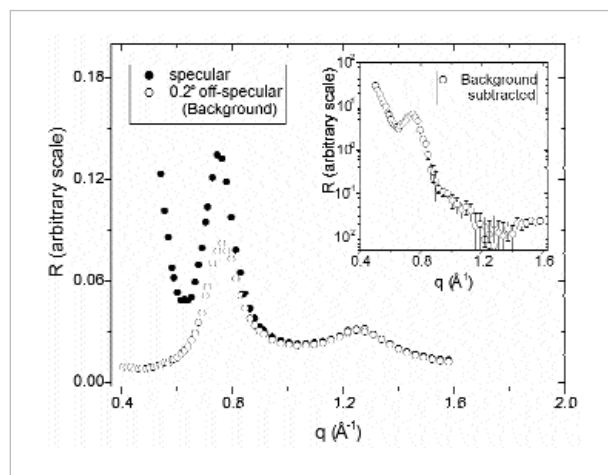 0.18
0.12
0.06
0.00
R (arbitrary scale)
specular
0.2° off-specular
(Background)
0.4 0.8 1.2 1.6 2.0
q (Å⁻¹)
Background
subtracted
R (arbitrary scale)
0.4 0.8 1.2 1.6
q (Å⁻¹)